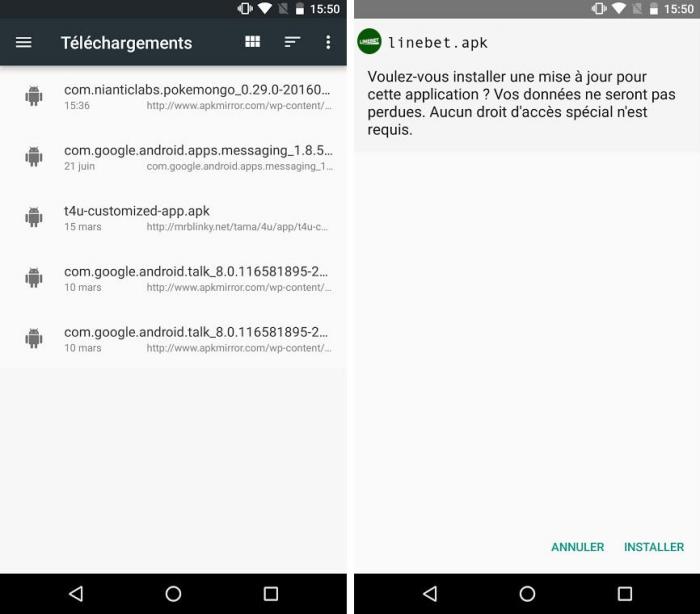 15:50
Téléchargements
com.nianticlabs.pokemongo_0.29.0-20160...
15:36 http://www.apkmirror.com/wp-content/...
com.google.android.apps.messaging_1.8.5...
21 juin com.google.android.apps.messaging_1...
t4u-customized-app.apk
15 mars http://mrblinky.net/tama/4u/app/t4u-c...
com.google.android.talk_8.0.116581895-2...
10 mars http://www.apkmirror.com/wp-content/...
com.google.android.talk_8.0.116581895-2...
10 mars http://www.apkmirror.com/wp-content/...
15:50
LINEBET
linebet.apk
Voulez-vous installer une mise à jour pour
cette application ? Vos données ne seront pas
perdues. Aucun droit d'accès spécial n'est
requis.
ANNULER INSTALLER